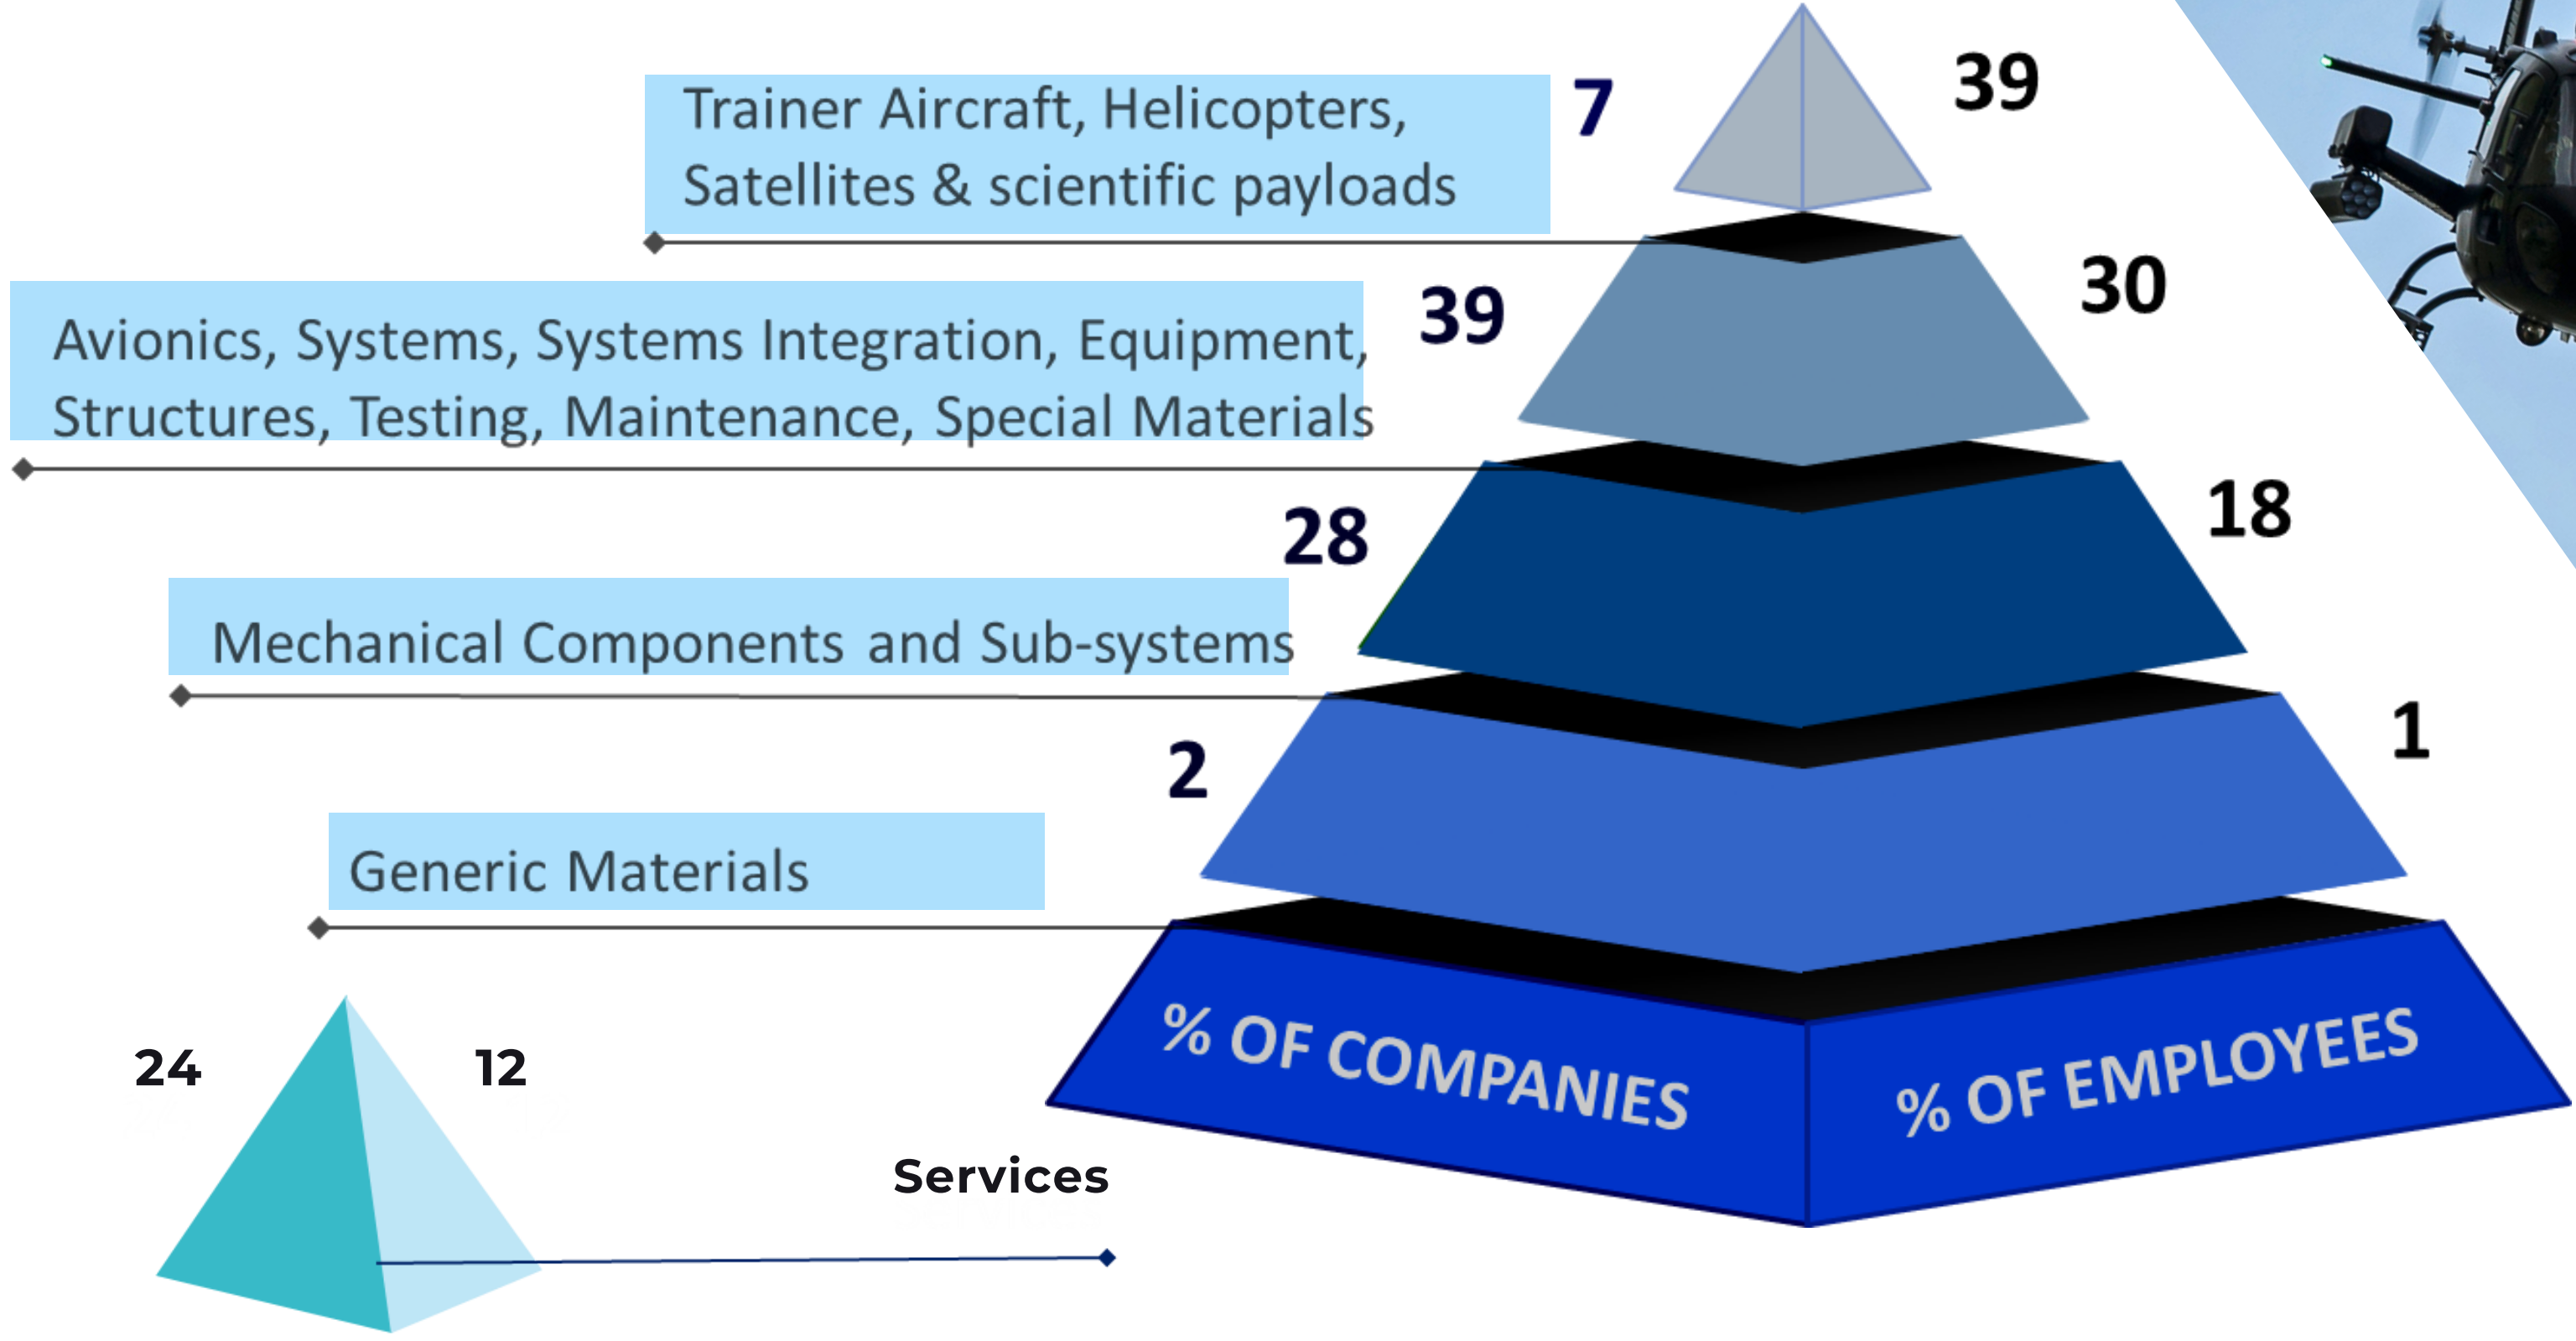 Trainer Aircraft, Helicopters,
Satellites & scientific payloads
7
39
Avionics, Systems, Systems Integration, Equipment,
Structures, Testing, Maintenance, Special Materials
39
30
28
18
Mechanical Components and Sub-systems
2
1
Generic Materials
% OF COMPANIES
% OF EMPLOYEES
24
12
Services